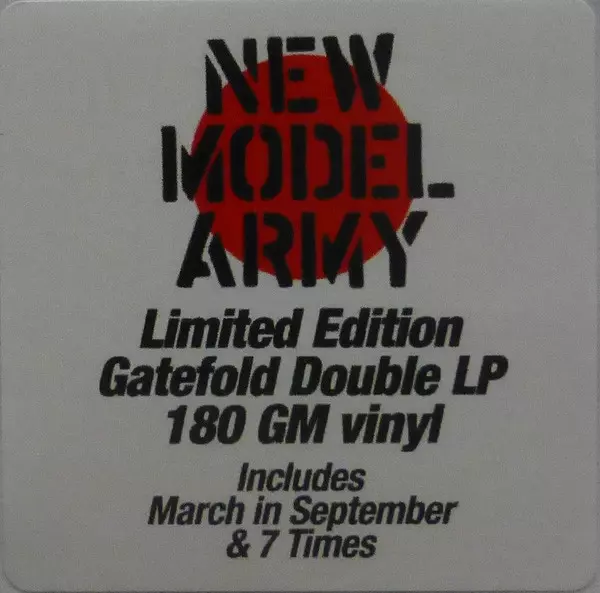 NEW
MODEL
ARMY
Limited Edition
Gatefold Double LP
180 GM vinyl
Includes
March in September
& 7 Times